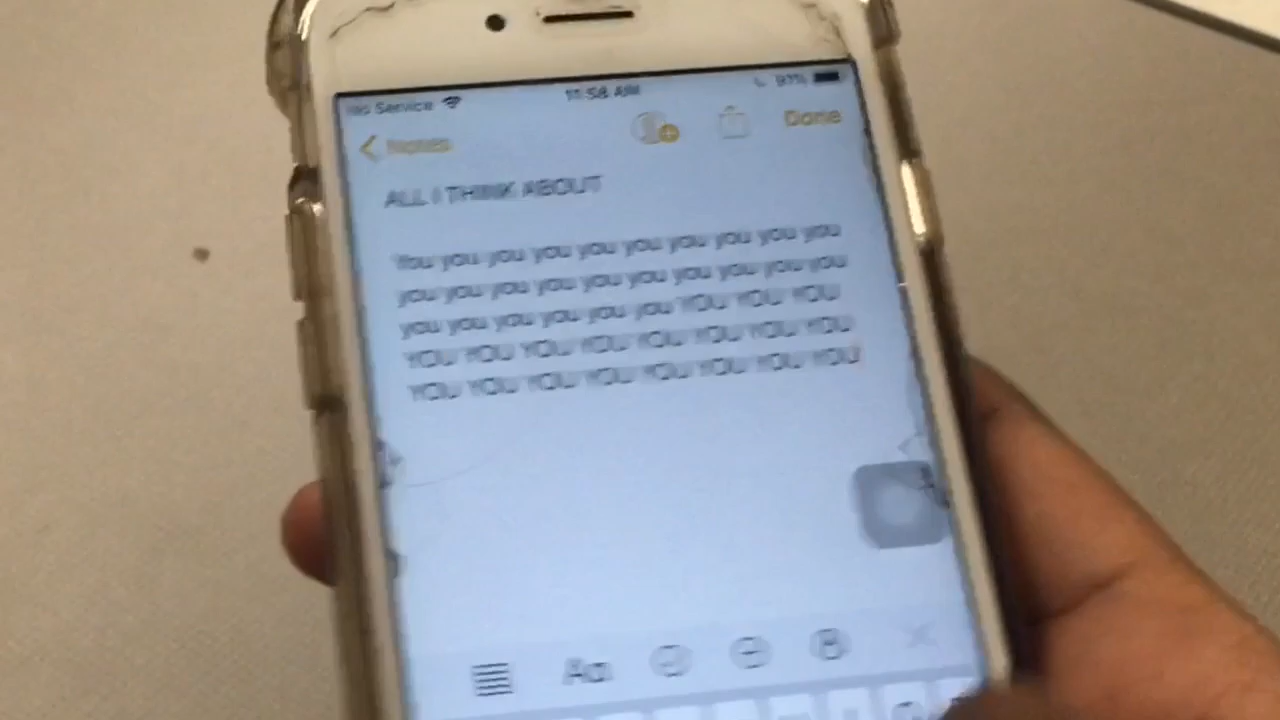 No Service 11:58 AM 97%
Notes Done
ALL I THINK ABOUT
You you you you you you you you you you
you you you you you you you you you you
you you you you you you YOU YOU YOU
YOU YOU YOU YOU YOU YOU YOU YOU
YOU YOU YOU YOU YOU YOU YOU YOU
Aa